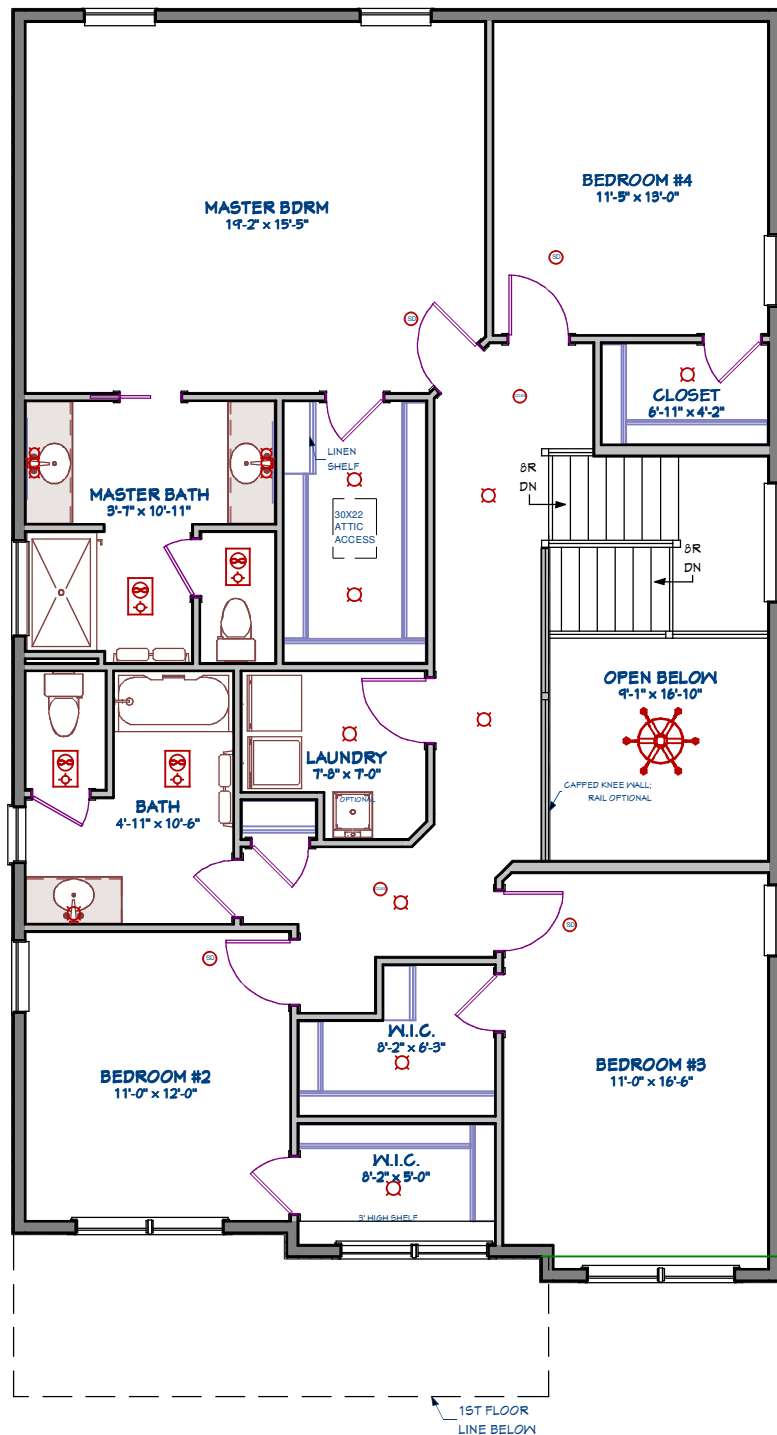 MASTER BDRM
19'-2" x 15'-5"
BEDROOM #4
11'-5" x 13'-0"
SD
SD
CLOSET
6'-11" x 4'-2"
LINEN
SHELF
8R
DN
MASTER BATH
3'-7" x 10'-11"
30X22
ATTIC
ACCESS
8R
DN
OPEN BELOW
9'-1" x 16'-10"
LAUNDRY
7'-8" x 7'-0"
OPTIONAL
CAPPED KNEE WALL;
RAIL OPTIONAL
BATH
4'-11" x 10'-6"
SD
SD
W.I.C.
8'-2" x 6'-3"
BEDROOM #3
11'-0" x 16'-6"
BEDROOM #2
11'-0" x 12'-0"
W.I.C.
8'-2" x 5'-0"
3' HIGH SHELF
1ST FLOOR
LINE BELOW